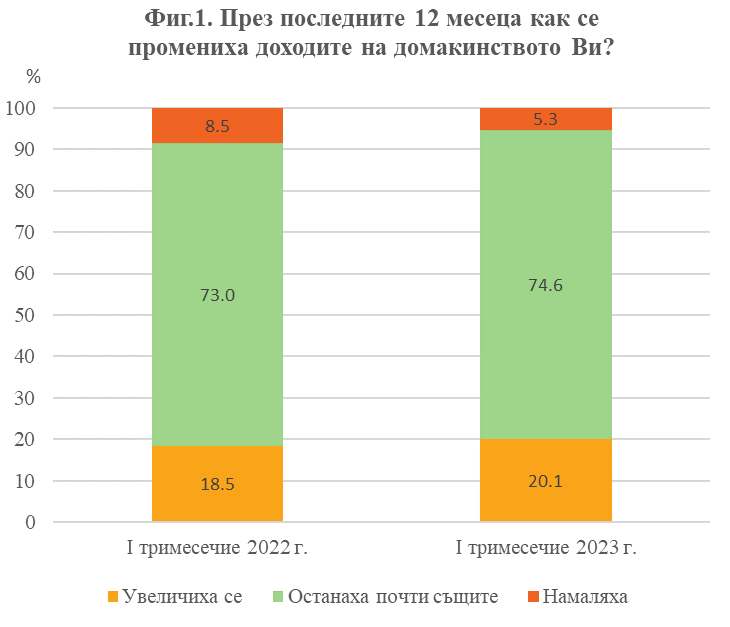 Фиг.1. През последните 12 месеца как се
промениха доходите на домакинството Ви?
%
100
90
80
70
60
50
40
30
20
10
0
8.5
5.3
73.0
74.6
18.5
20.1
I тримесечие 2022 г.
I тримесечие 2023 г.
Увеличиха се
Останаха почти същите
Намаляха